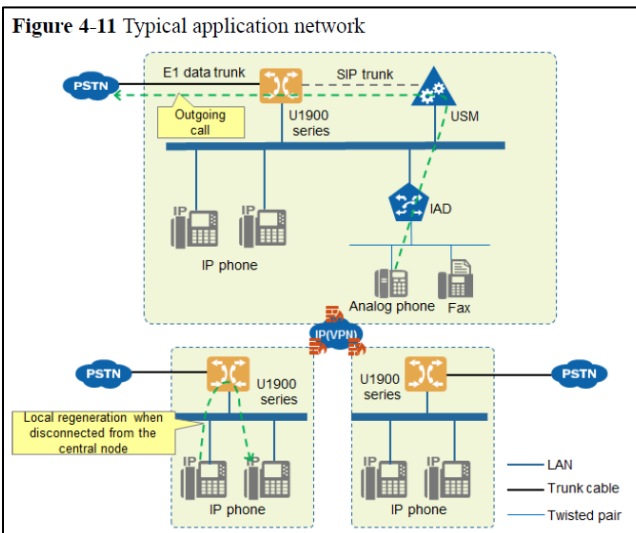 Figure 4-11 Typical application network
E1 data trunk
SIP trunk
PSTN
Outgoing
call
U1900
series
USM
IP
IP
IP phone
IAD
Analog phone
Fax
IP(VPN)
PSTN
U1900
series
U1900
series
PSTN
Local regeneration when
disconnected from the
central node
IP
IP
IP phone
IP
IP
IP phone
LAN
Trunk cable
Twisted pair